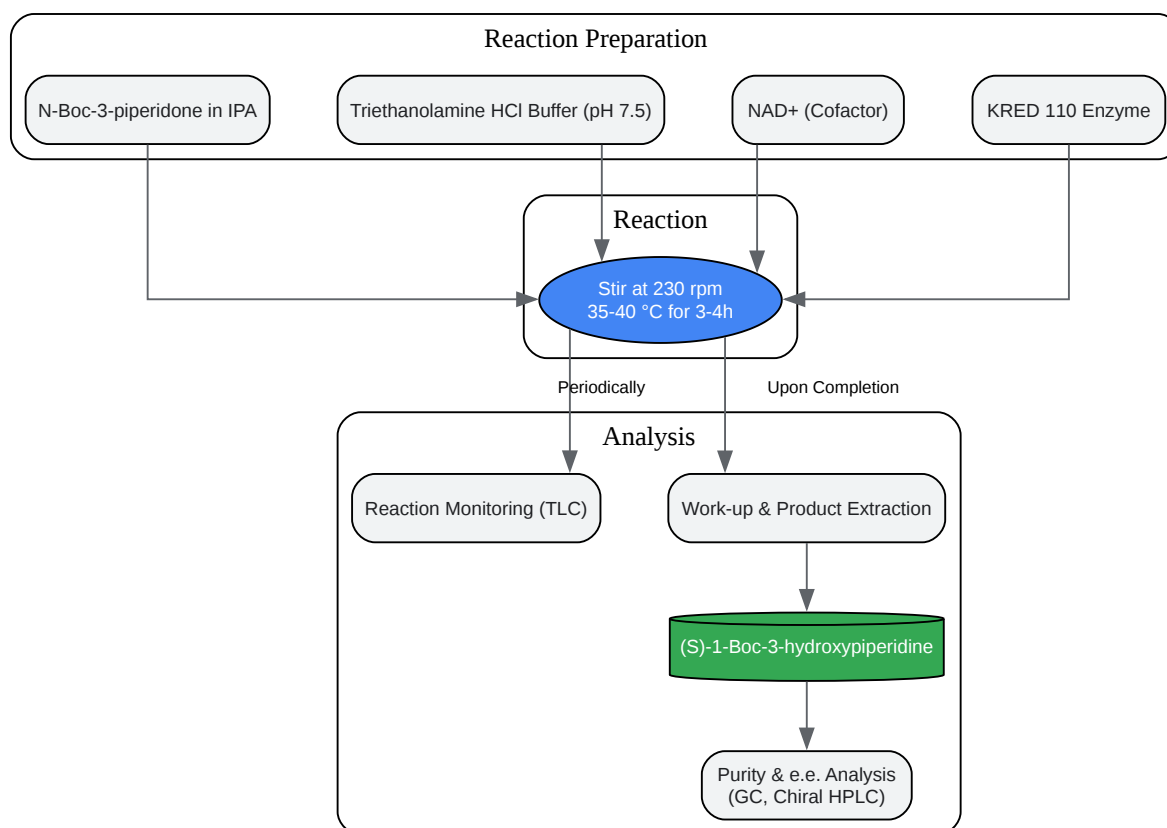 Reaction Preparation
N-Boc-3-piperidone in IPA
Triethanolamine HCl Buffer (pH 7.5)
NAD+ (Cofactor)
KRED 110 Enzyme
Reaction
Stir at 230 rpm
35-40 °C for 3-4h
Periodically
Upon Completion
Analysis
Reaction Monitoring (TLC)
Work-up & Product Extraction
(S)-1-Boc-3-hydroxypiperidine
Purity & e.e. Analysis
(GC, Chiral HPLC)